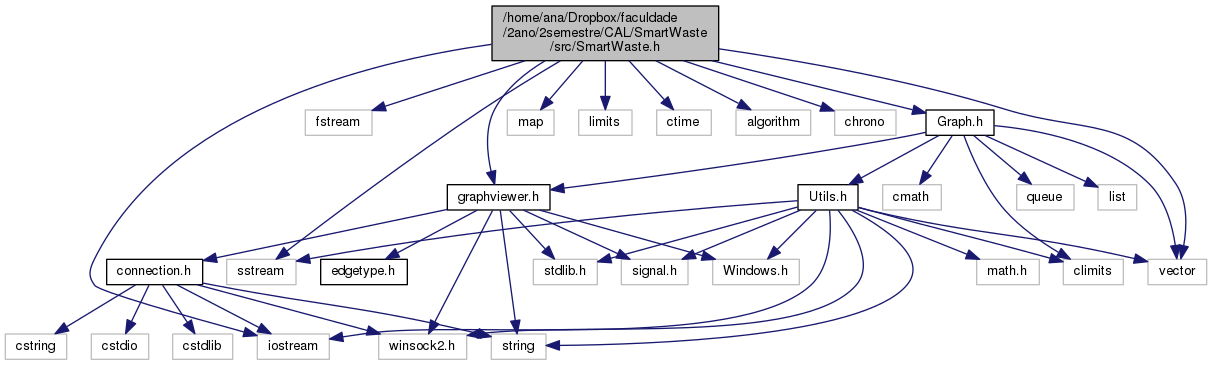 /home/ana/Dropbox/faculdade
/2ano/2semestre/CAL/SmartWaste
/src/SmartWaste.h
fstream
map
limits
ctime
algorithm
chrono
Graph.h
graphviewer.h
Utils.h
cmath
queue
list
connection.h
sstream
edgetype.h
stdlib.h
signal.h
Windows.h
math.h
climits
vector
cstring
cstdio
cstdlib
iostream
winsock2.h
string